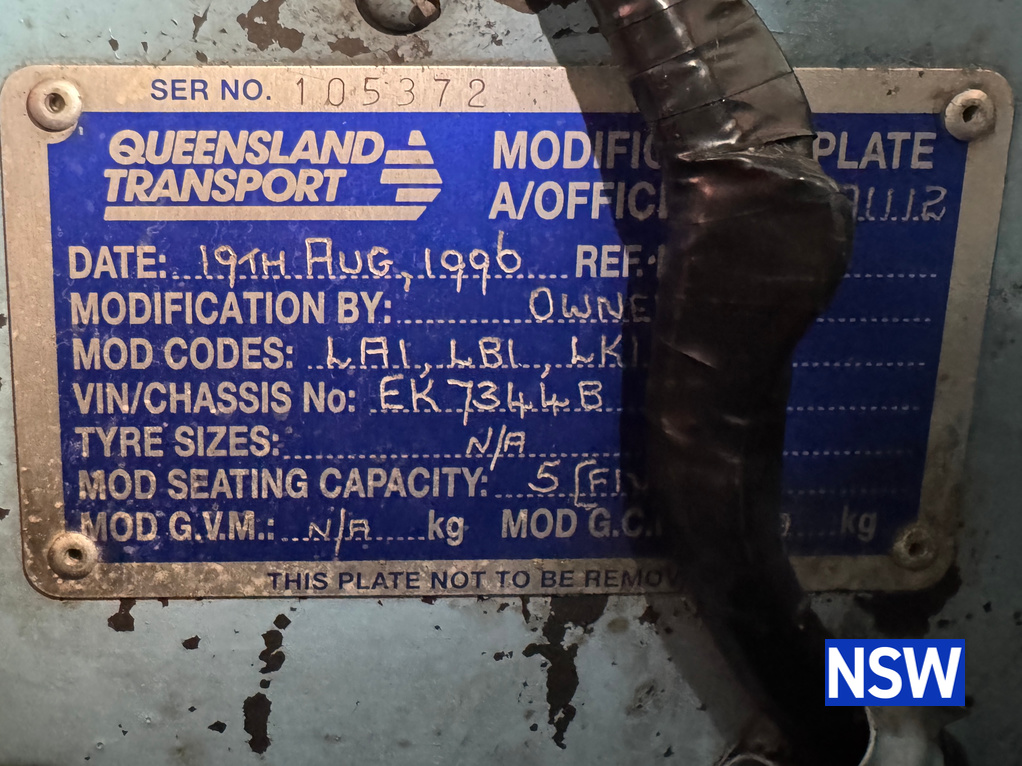 SER NO. 105372
QUEENSLAND TRANSPORT
MODIFIC PLATE
A/OFFIC 1112
DATE: 19TH AUG, 1996 REF.
MODIFICATION BY: OWNE
MOD CODES: LA1, LB1, LK1
VIN/CHASSIS No: EK7344B
TYRE SIZES: N/A
MOD SEATING CAPACITY: 5 [FIV
MOD G.V.M.: N/A kg MOD G.C. kg
THIS PLATE NOT TO BE REMOV
NSW